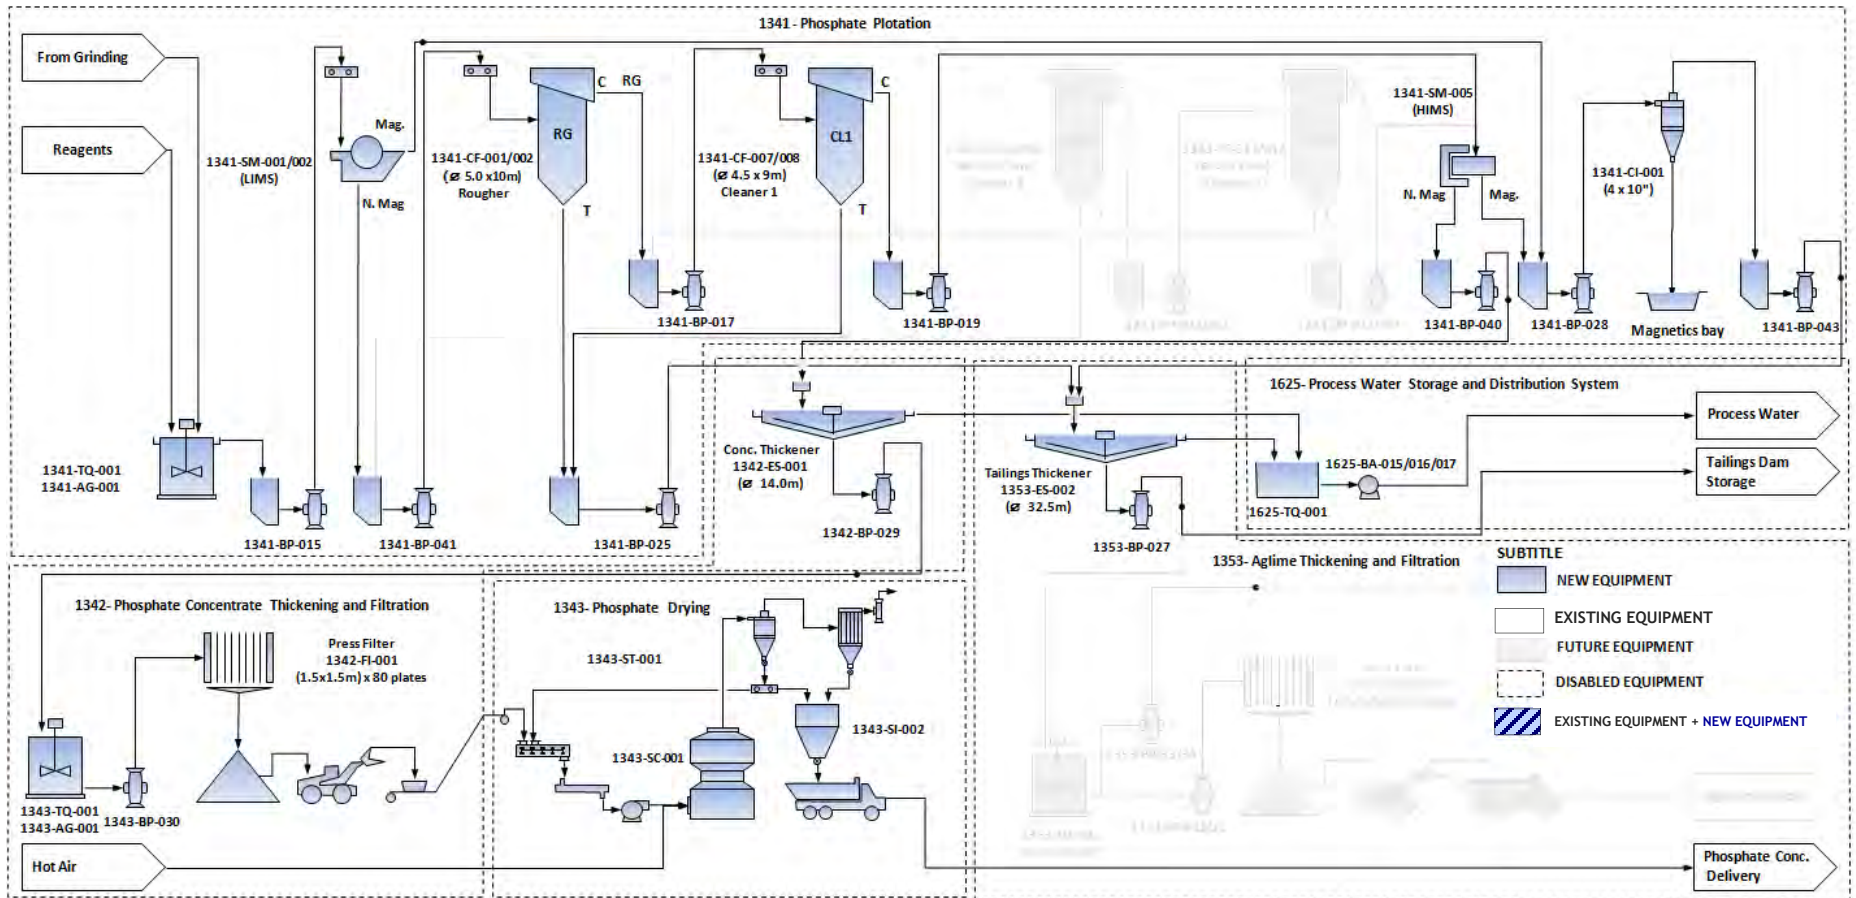 1341 - Phosphate Plotation
From Grinding
Reagents
1341-SM-001/002
(LIMS)
Mag.
N. Mag
1341-CF-001/002
(ø 5.0 x10m)
Rougher
RG
C
RG
T
1341-CF-007/008
(ø 4.5 x 9m)
Cleaner 1
CL1
C
T
1341-SM-005
(HIMS)
N. Mag
Mag.
1341-CI-001
(4 x 10")
1341-BP-017
1341-BP-019
1341-BP-040
1341-BP-028
Magnetics bay
1341-BP-043
1341-TQ-001
1341-AG-001
1341-BP-015
1341-BP-041
1341-BP-025
Conc. Thickener
1342-ES-001
(ø 14.0m)
1342-BP-029
Tailings Thickener
1353-ES-002
(ø 32.5m)
1353-BP-027
1625- Process Water Storage and Distribution System
1625-BA-015/016/017
1625-TQ-001
Process Water
Tailings Dam
Storage
1342- Phosphate Concentrate Thickening and Filtration
Press Filter
1342-FI-001
(1.5x1.5m) x 80 plates
1343-TQ-001
1343-AG-001
1343-BP-030
Hot Air
1343- Phosphate Drying
1343-ST-001
1343-SC-001
1343-SI-002
1353- Aglime Thickening and Filtration
SUBTITLE
NEW EQUIPMENT
EXISTING EQUIPMENT
FUTURE EQUIPMENT
DISABLED EQUIPMENT
EXISTING EQUIPMENT + NEW EQUIPMENT
Phosphate Conc.
Delivery